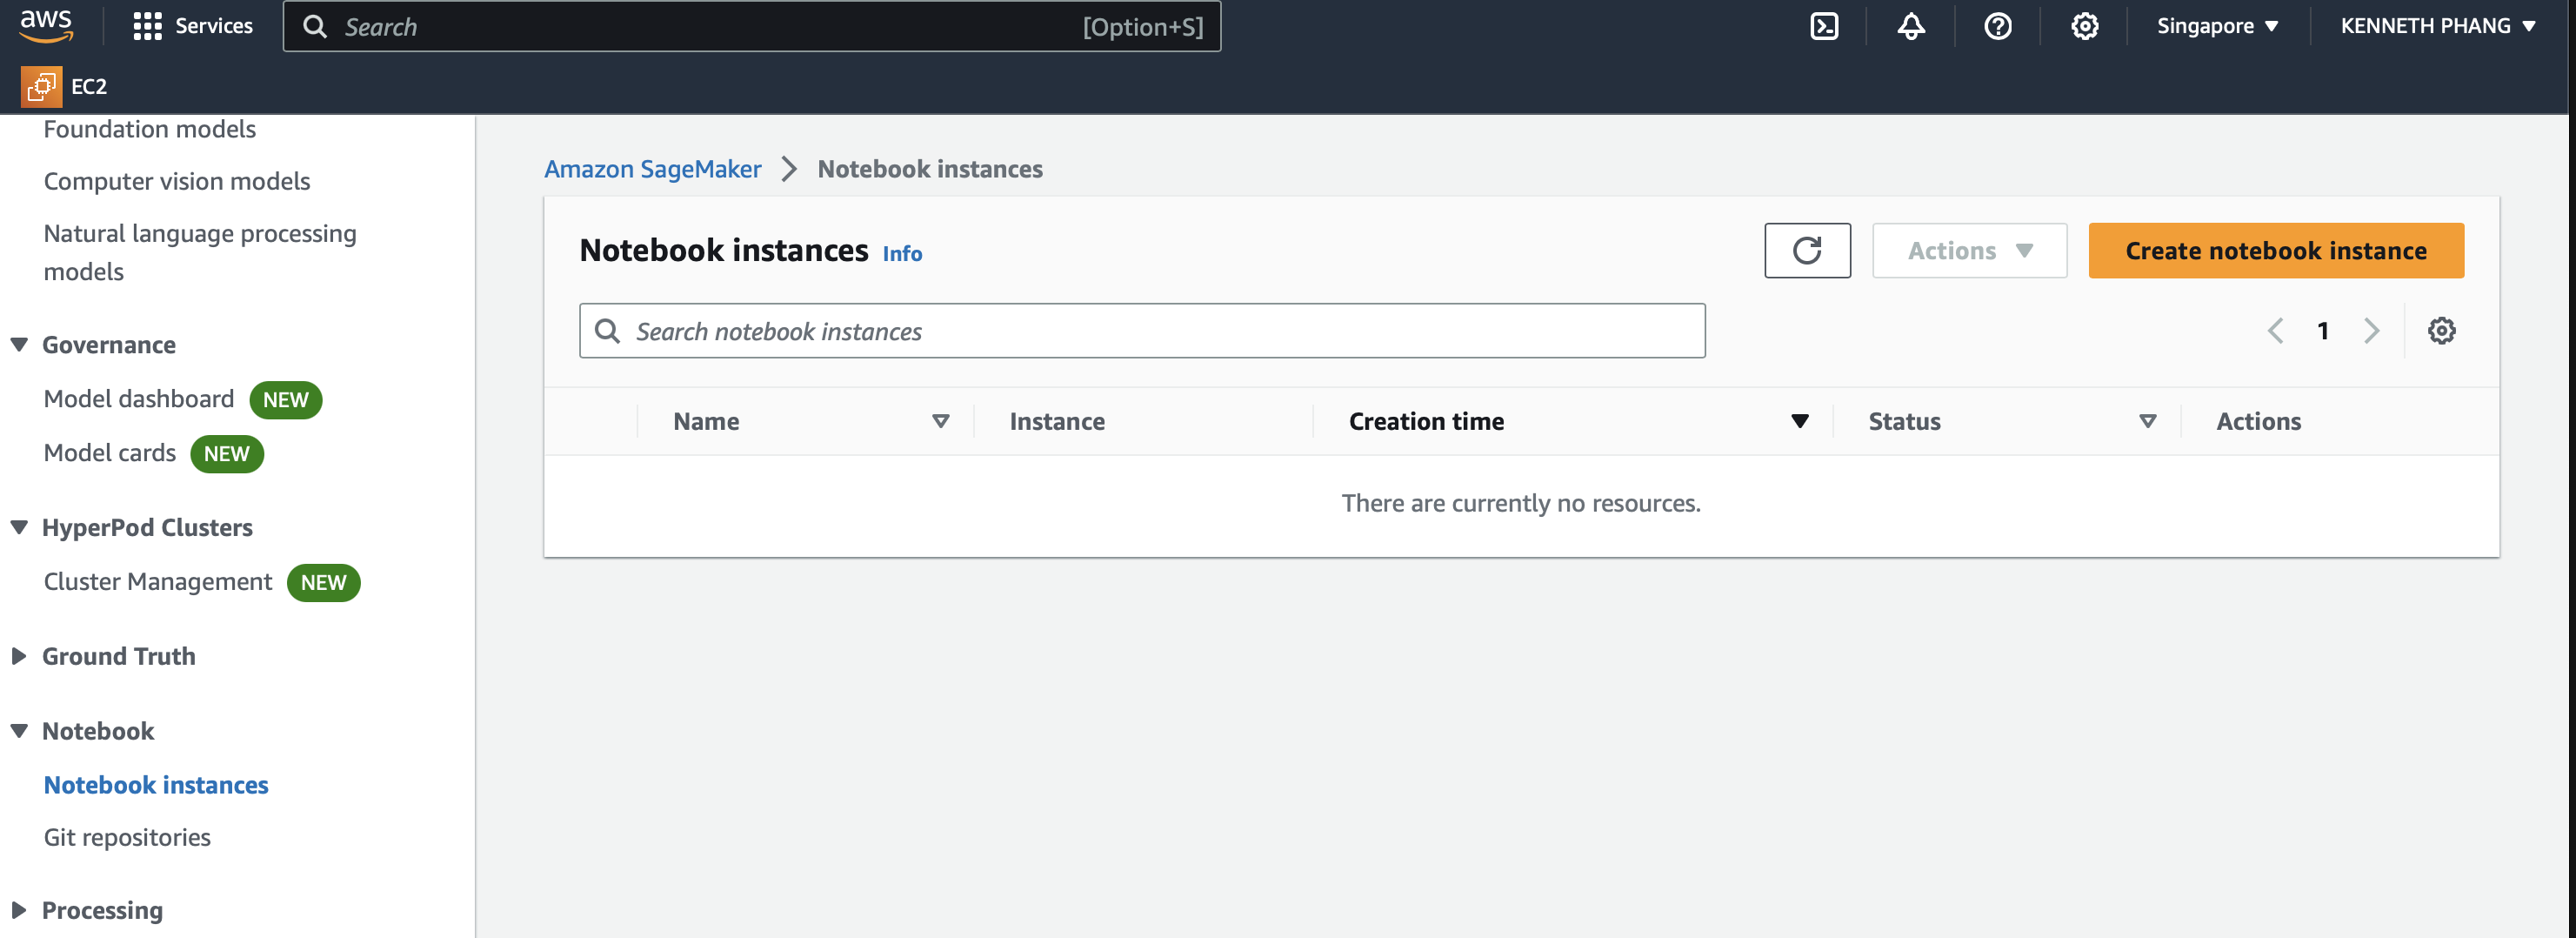 aws
Services
Search [Option+S]
Singapore
KENNETH PHANG
EC2
Foundation models
Computer vision models
Natural language processing
models
Governance
Model dashboard NEW
Model cards NEW
HyperPod Clusters
Cluster Management NEW
Ground Truth
Notebook
Notebook instances
Git repositories
Processing
Amazon SageMaker > Notebook instances
Notebook instances Info
Actions
Create notebook instance
Search notebook instances
1
Name Instance Creation time Status Actions
There are currently no resources.